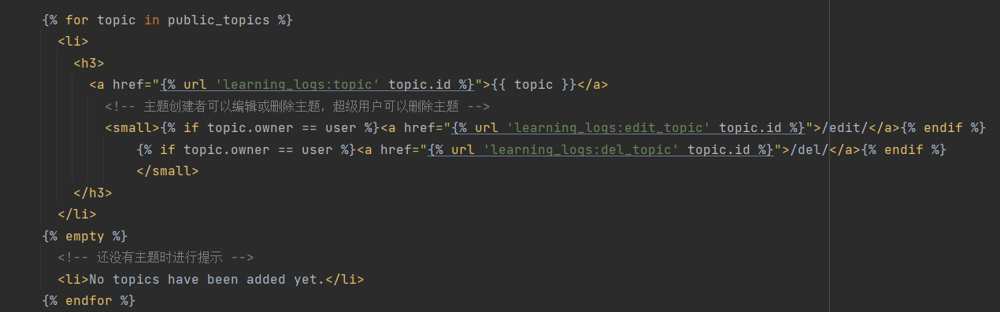 {% for topic in public_topics %}
<li>
<h3>
<a href="{% url 'learning_logs:topic' topic.id %}">{{ topic }}</a>
<!-- 主题创建者可以编辑或删除主题，超级用户可以删除主题 -->
<small>{% if topic.owner == user %}<a href="{% url 'learning_logs:edit_topic' topic.id %}">/edit/</a>{% endif %}
{% if topic.owner == user %}<a href="{% url 'learning_logs:del_topic' topic.id %}">/del/</a>{% endif %}
</small>
</h3>
</li>
{% empty %}
<!-- 还没有主题时进行提示 -->
<li>No topics have been added yet.</li>
{% endfor %}